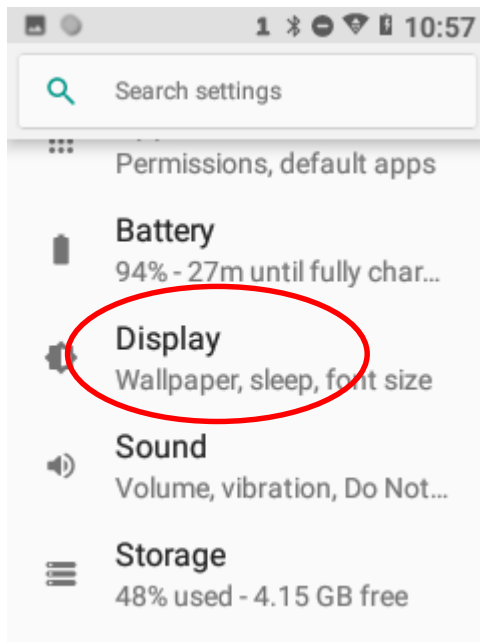 1 10:57
Search settings
Permissions, default apps
Battery
94% - 27m until fully char...
Display
Wallpaper, sleep, font size
Sound
Volume, vibration, Do Not...
Storage
48% used - 4.15 GB free